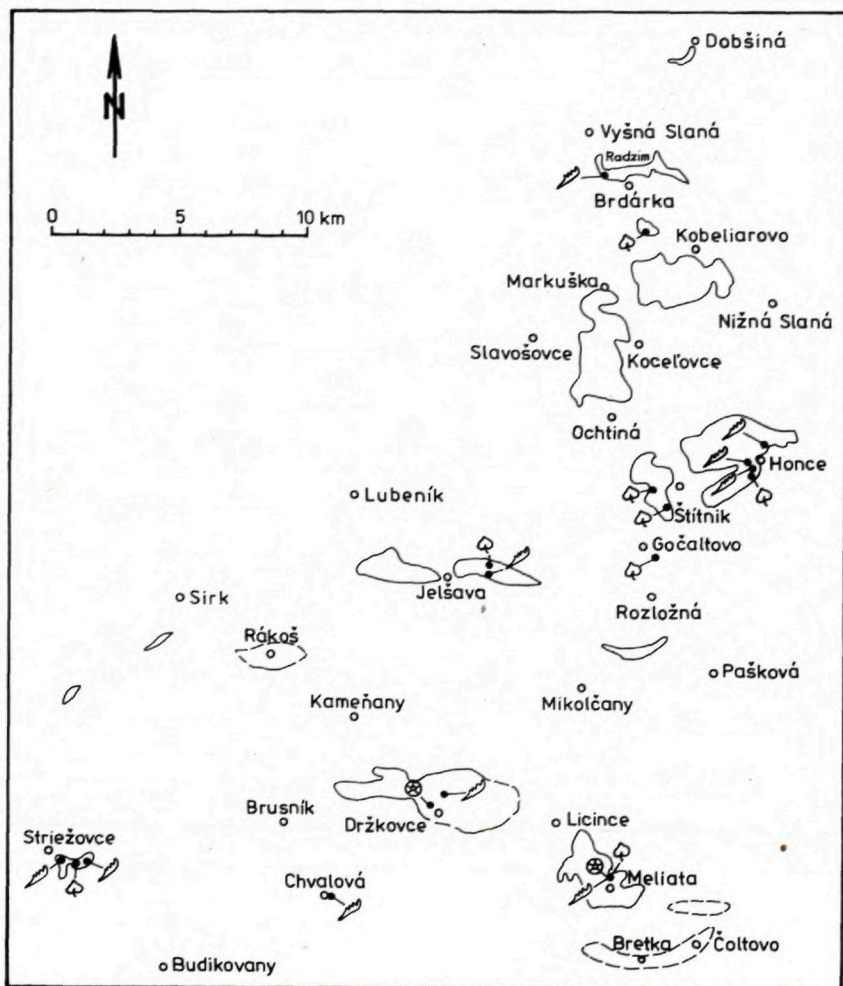 Dobšiná
N
Vyšná Slaná
Radzim
Brdárka
0 5 10 km
Kobeliarovo
Markuška
Nižná Slaná
Slavošovce
Koceľovce
Ochtiná
Honce
Lubeník
Štítnik
Gočaltovo
Jelšava
Sirk
Rozložná
Rákoš
Pašková
Mikolčany
Kameňany
Brusník
Držkovce
Licince
Striežovce
Chvalová
Meliata
Bretka
Čoltovo
Budikovany